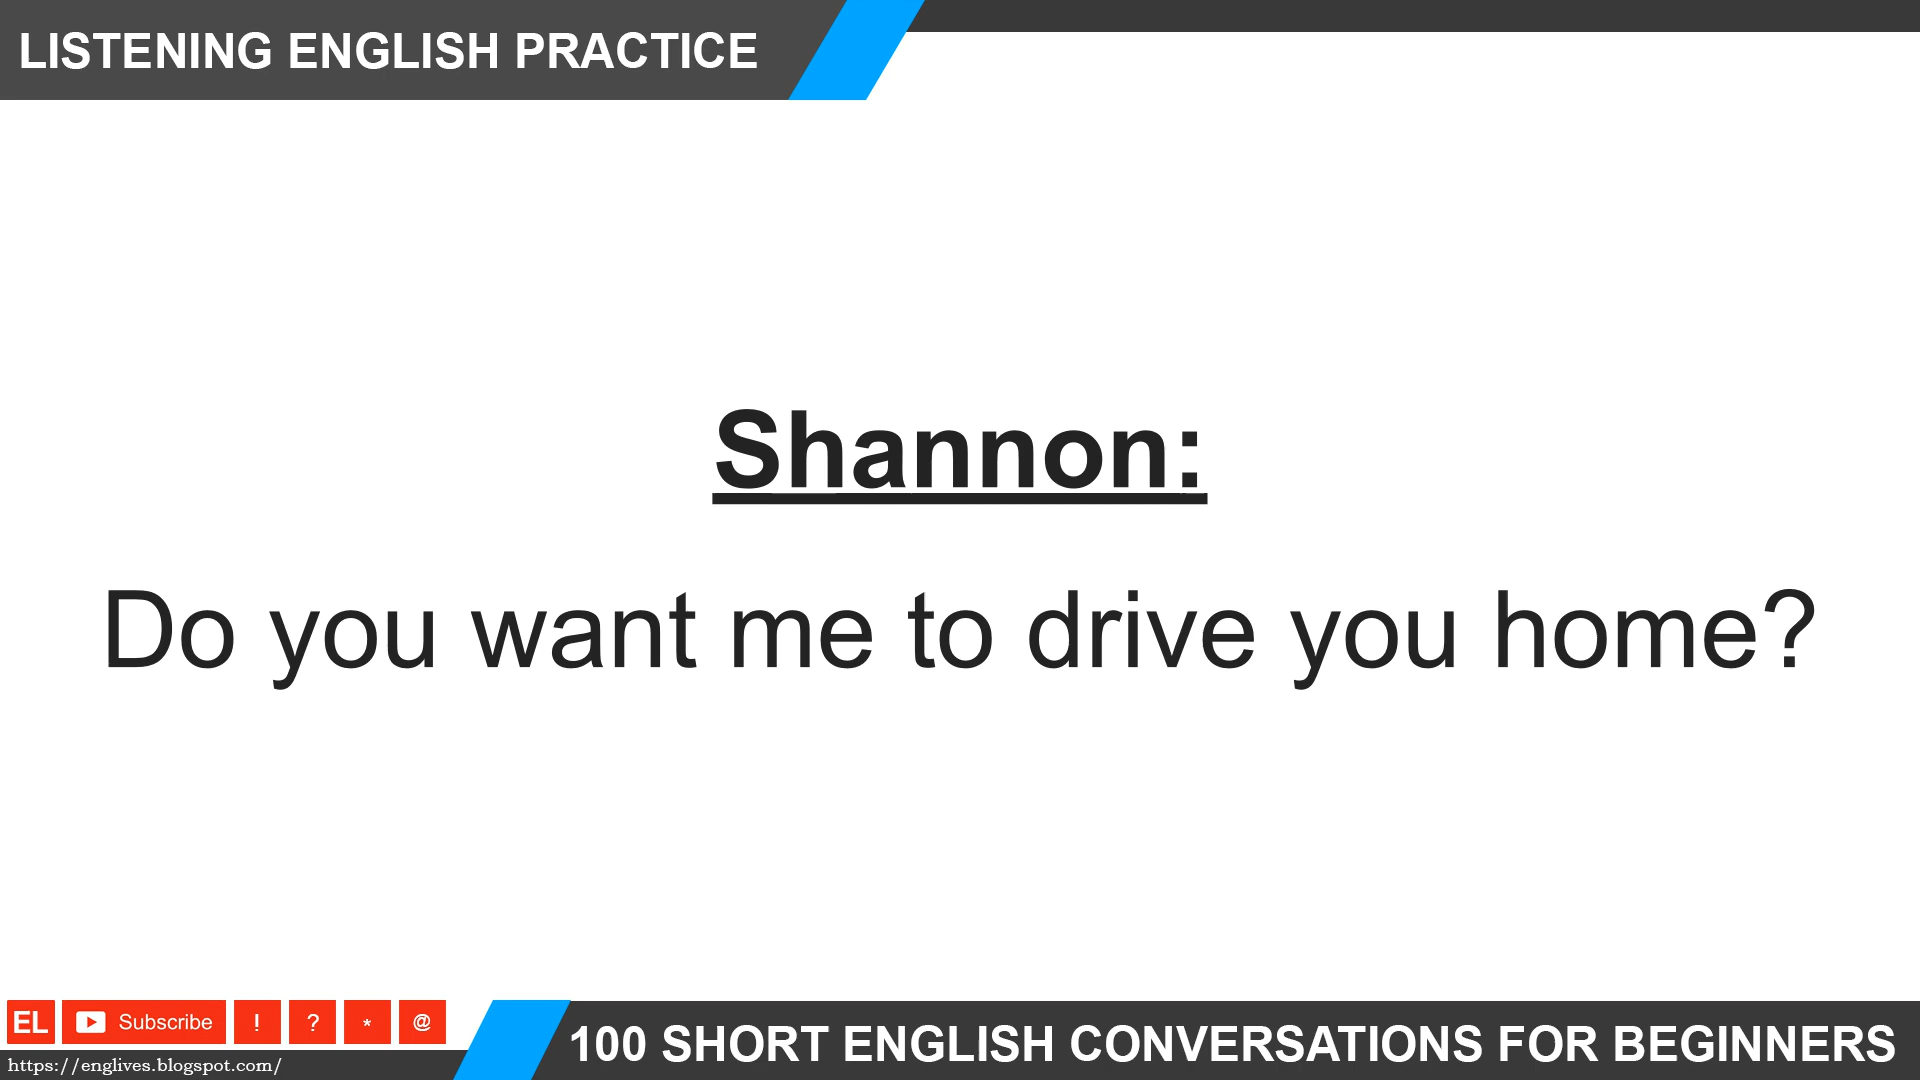 LISTENING ENGLISH PRACTICE
Shannon:
Do you want me to drive you home?
EL Subscribe ! ? * @
https://englives.blogspot.com/
100 SHORT ENGLISH CONVERSATIONS FOR BEGINNERS